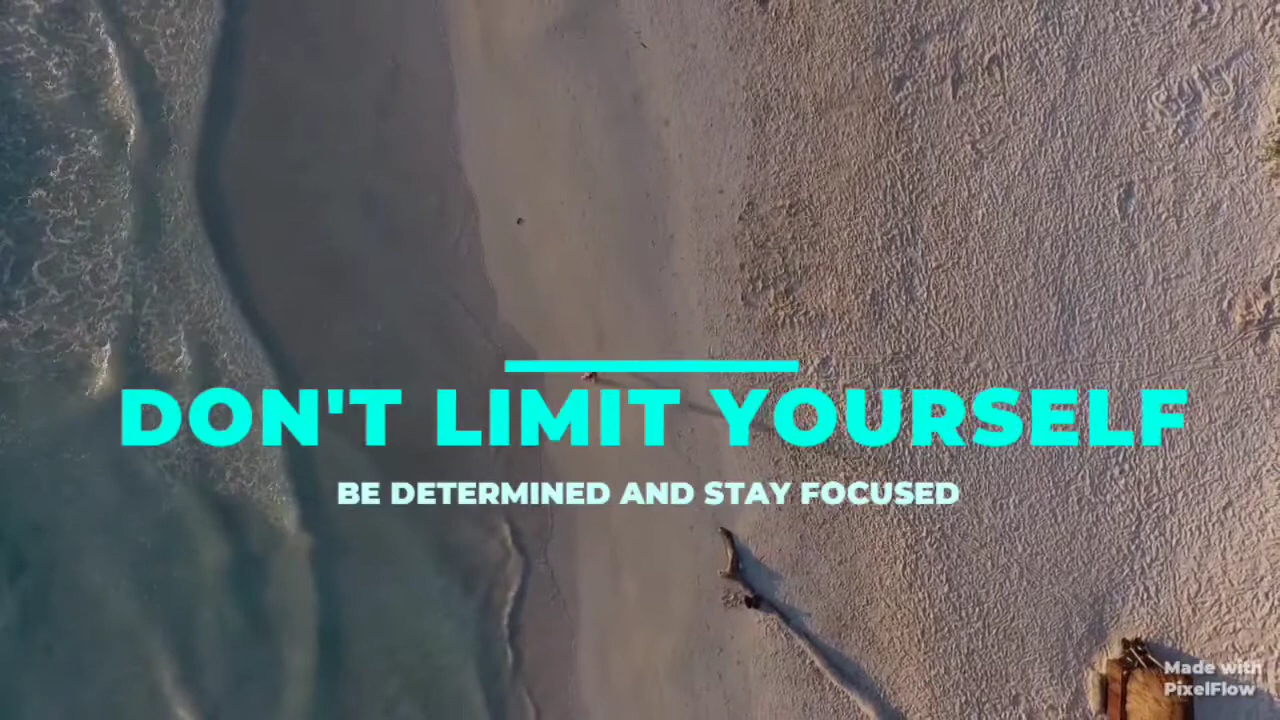 DON'T LIMIT YOURSELF
BE DETERMINED AND STAY FOCUSED
Made with
PixelFlow